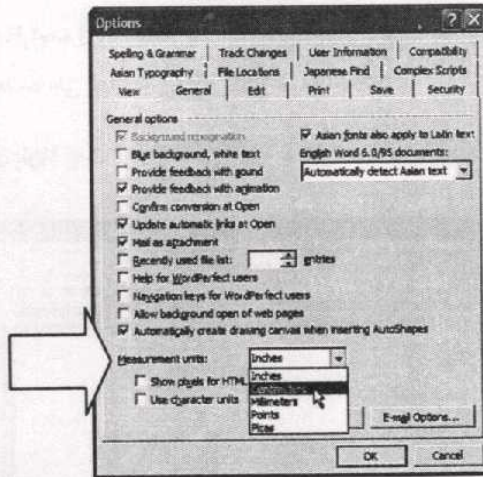 Options
Spelling & Grammar Track Changes User Information Compatibility
Asian Typography File Locations Japanese Find Complex Scripts
View General Edit Print Save Security
General options
Background repagination
Asian fonts also apply to Latin text
Blue background, white text
English Word 6.0/95 documents:
Provide feedback with sound
Automatically detect Asian text
Provide feedback with animation
Confirm conversion at Open
Update automatic links at Open
Mail as attachment
Recently used file list: entries
Help for WordPerfect users
Navigation keys for WordPerfect users
Allow background open of web pages
Automatically create drawing canvas when inserting AutoShapes
Measurement units: Inches
Inches
Show pixels for HTML
Millimeters
Use character units
Points
Picas
E-mail Options...
OK Cancel